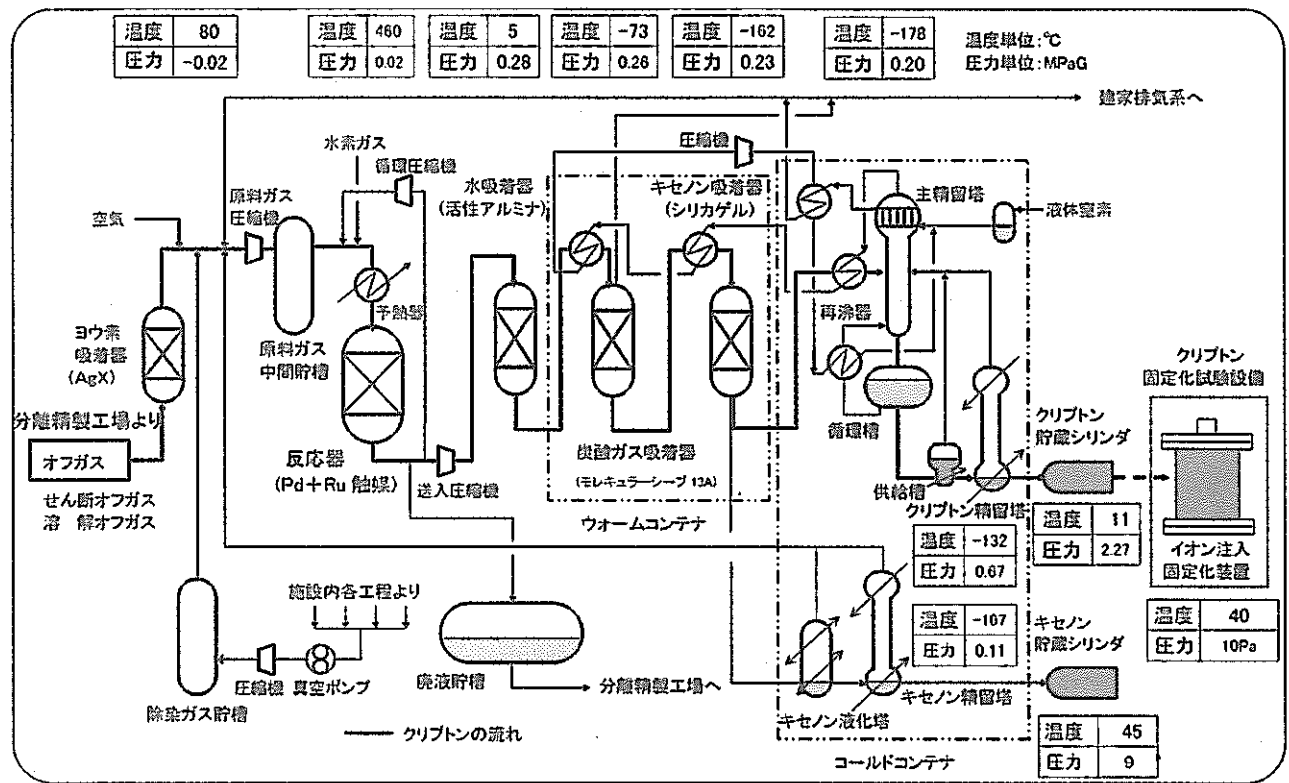 温度 80
圧力 -0.02
温度 460
圧力 0.02
温度 5
圧力 0.28
温度 -73
圧力 0.26
温度 -162
圧力 0.23
温度 -178
圧力 0.20
温度単位:℃
圧力単位:MPaG
建家排気系へ
水素ガス
循環圧縮機
原料ガス
圧縮機
空気
水吸着器
(活性アルミナ)
キセノン吸着器
(シリカゲル)
圧縮機
主精留塔
液体窒素
予熱器
再沸器
ヨウ素
吸着器
(AgX)
原料ガス
中間貯槽
クリプトン
固定化試験設備
分離精製工場より
オフガス
せん断オフガス
溶 解オフガス
反応器
(Pd+Ru 触媒)
送入圧縮機
炭酸ガス吸着器
(モレキュラーシーブ 13A)
ウォームコンテナ
循環槽
供給槽
クリプトン精留塔
クリプトン
貯蔵シリンダ
イオン注入
固定化装置
温度 11
圧力 2.27
温度 -132
圧力 0.67
温度 40
圧力 10Pa
温度 -107
圧力 0.11
キセノン
貯蔵シリンダ
施設内各工程より
圧縮機
真空ポンプ
除染ガス貯槽
廃液貯槽
分離精製工場へ
キセノン精留塔
キセノン液化塔
クリプトンの流れ
温度 45
圧力 9
コールドコンテナ